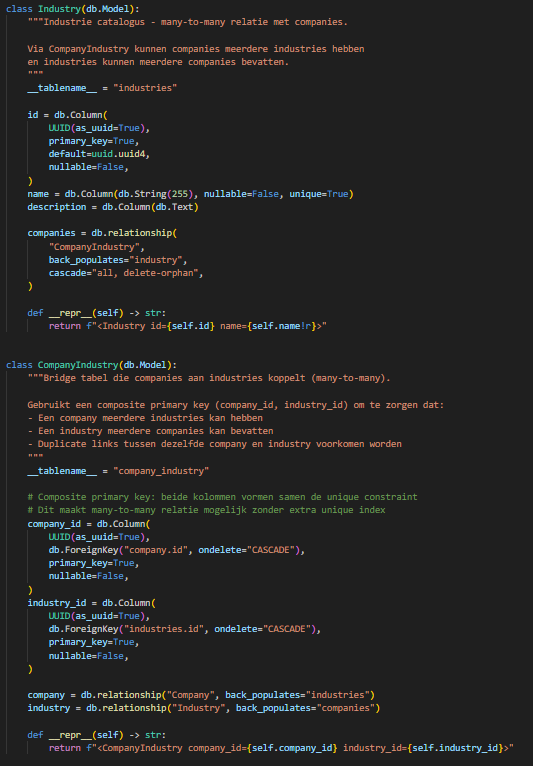 class Industry(db.Model):
    """Industrie catalogus - many-to-many relatie met companies.

    Via CompanyIndustry kunnen companies meerdere industries hebben
    en industries kunnen meerdere companies bevatten.
    """
    __tablename__ = "industries"

    id = db.Column(
        UUID(as_uuid=True),
        primary_key=True,
        default=uuid.uuid4,
        nullable=False,
    )
    name = db.Column(db.String(255), nullable=False, unique=True)
    description = db.Column(db.Text)

    companies = db.relationship(
        "CompanyIndustry",
        back_populates="industry",
        cascade="all, delete-orphan",
    )

    def __repr__(self) -> str:
        return f"<Industry id={self.id} name={self.name!r}>"


class CompanyIndustry(db.Model):
    """Bridge tabel die companies aan industries koppelt (many-to-many).

    Gebruikt een composite primary key (company_id, industry_id) om te zorgen dat:
    - Een company meerdere industries kan hebben
    - Een industry meerdere companies kan bevatten
    - Duplicate links tussen dezelfde company en industry voorkomen worden
    """
    __tablename__ = "company_industry"

    # Composite primary key: beide kolommen vormen samen de unique constraint
    # Dit maakt many-to-many relatie mogelijk zonder extra unique index
    company_id = db.Column(
        UUID(as_uuid=True),
        db.ForeignKey("company.id", ondelete="CASCADE"),
        primary_key=True,
        nullable=False,
    )
    industry_id = db.Column(
        UUID(as_uuid=True),
        db.ForeignKey("industries.id", ondelete="CASCADE"),
        primary_key=True,
        nullable=False,
    )

    company = db.relationship("Company", back_populates="industries")
    industry = db.relationship("Industry", back_populates="companies")

    def __repr__(self) -> str:
        return f"<CompanyIndustry company_id={self.company_id} industry_id={self.industry_id}>"